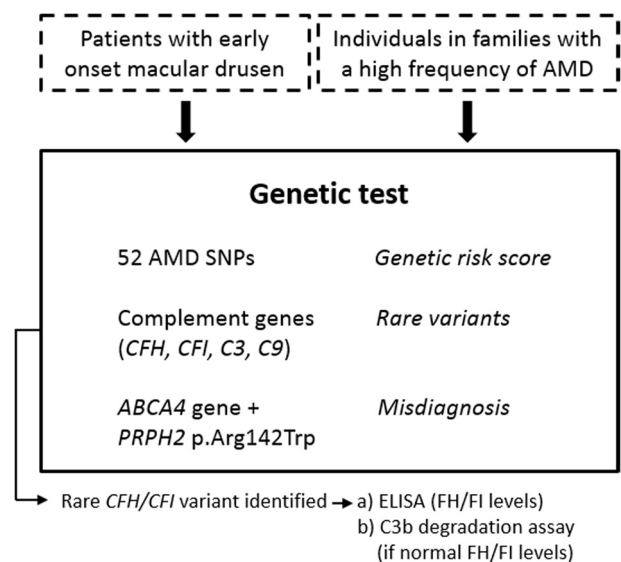 Patients with early
onset macular drusen
Individuals in families with
a high frequency of AMD
Genetic test
52 AMD SNPs
Genetic risk score
Complement genes
(CFH, CFI, C3, C9)
Rare variants
ABCA4 gene +
PRPH2 p.Arg142Trp
Misdiagnosis
Rare CFH/CFI variant identified
a) ELISA (FH/FI levels)
b) C3b degradation assay
(if normal FH/FI levels)